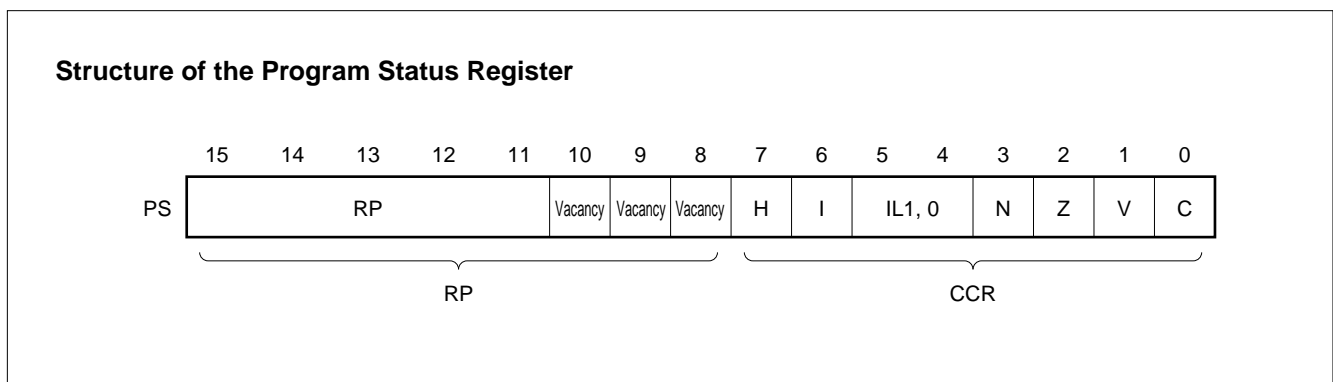 Structure of the Program Status Register
15 14 13 12 11 10 9 8 7 6 5 4 3 2 1 0
PS RP Vacancy Vacancy Vacancy H I IL1, 0 N Z V C
RP CCR